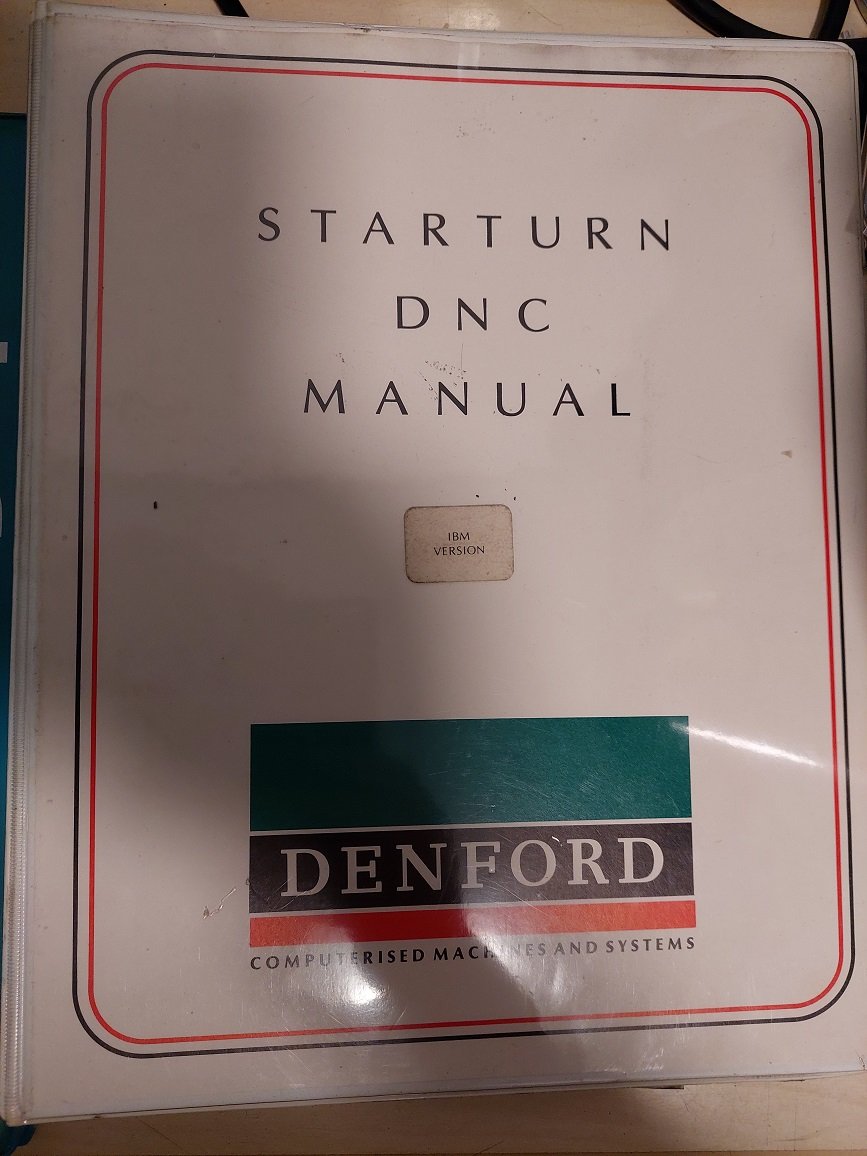 STARTURN
DNC
MANUAL
IBM
VERSION
DENFORD
COMPUTERISED MACHINES AND SYSTEMS